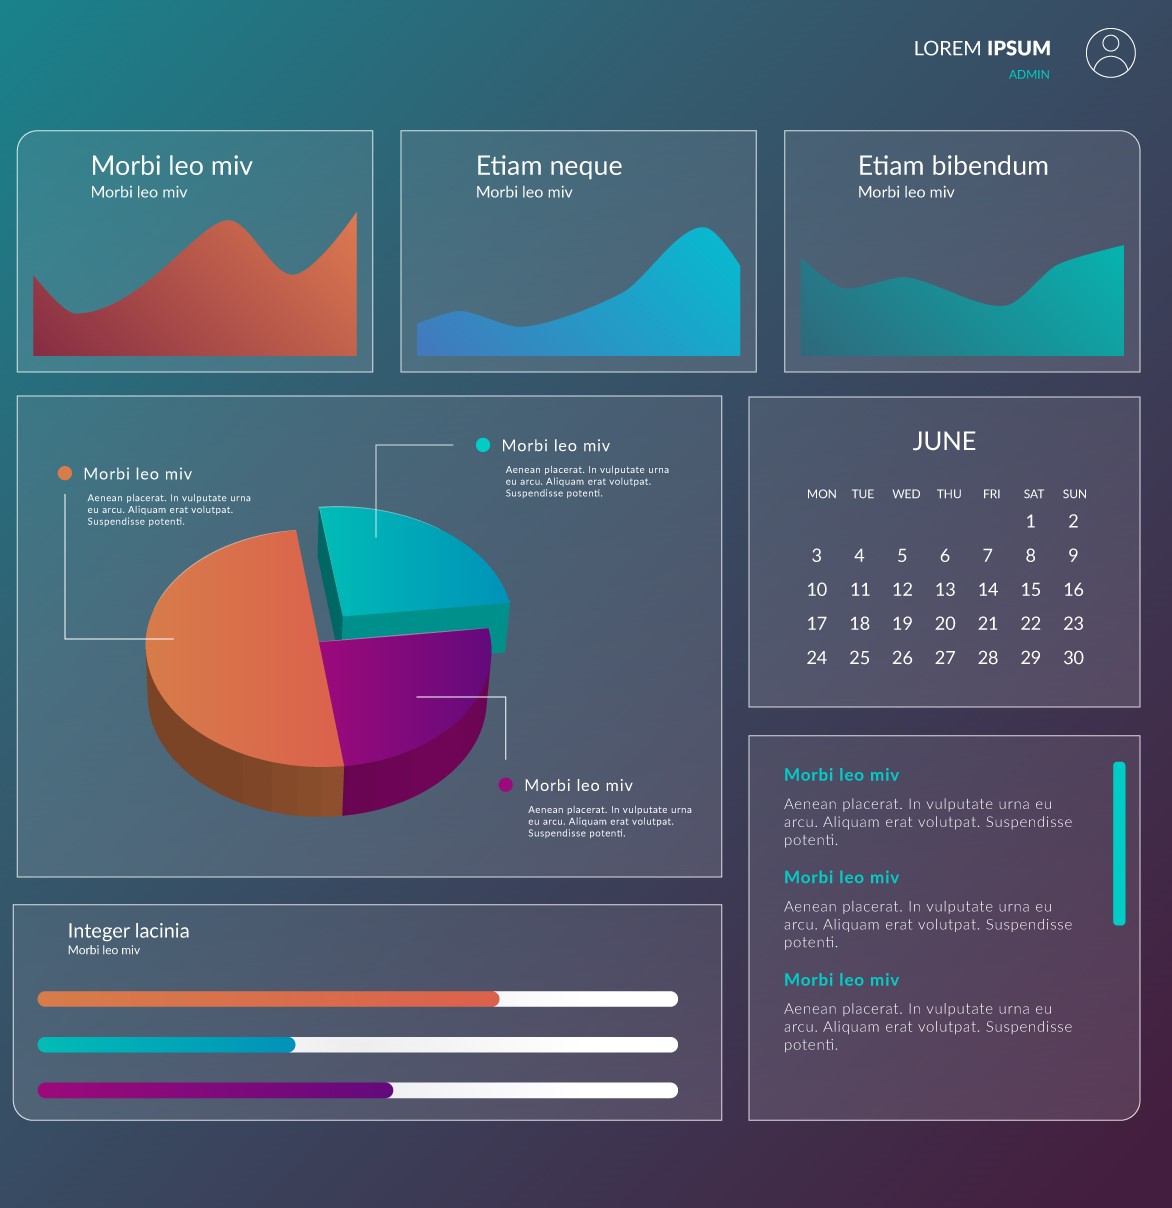 LOREM IPSUM
ADMIN
Morbi leo miv
Morbi leo miv
Etiam neque
Morbi leo miv
Etiam bibendum
Morbi leo miv
Morbi leo miv
Aenean placerat. In vulputate urna
eu arcu. Aliquam erat volutpat.
Suspendisse potenti.
Morbi leo miv
Aenean placerat. In vulputate urna
eu arcu. Aliquam erat volutpat.
Suspendisse potenti.
Morbi leo miv
Aenean placerat. In vulputate urna
eu arcu. Aliquam erat volutpat.
Suspendisse potenti.
JUNE
MON TUE WED THU FRI SAT SUN
1 2
3 4 5 6 7 8 9
10 11 12 13 14 15 16
17 18 19 20 21 22 23
24 25 26 27 28 29 30
Integer lacinia
Morbi leo miv
Morbi leo miv
Aenean placerat. In vulputate urna eu
arcu. Aliquam erat volutpat. Suspendisse
potenti.
Morbi leo miv
Aenean placerat. In vulputate urna eu
arcu. Aliquam erat volutpat. Suspendisse
potenti.
Morbi leo miv
Aenean placerat. In vulputate urna eu
arcu. Aliquam erat volutpat. Suspendisse
potenti.